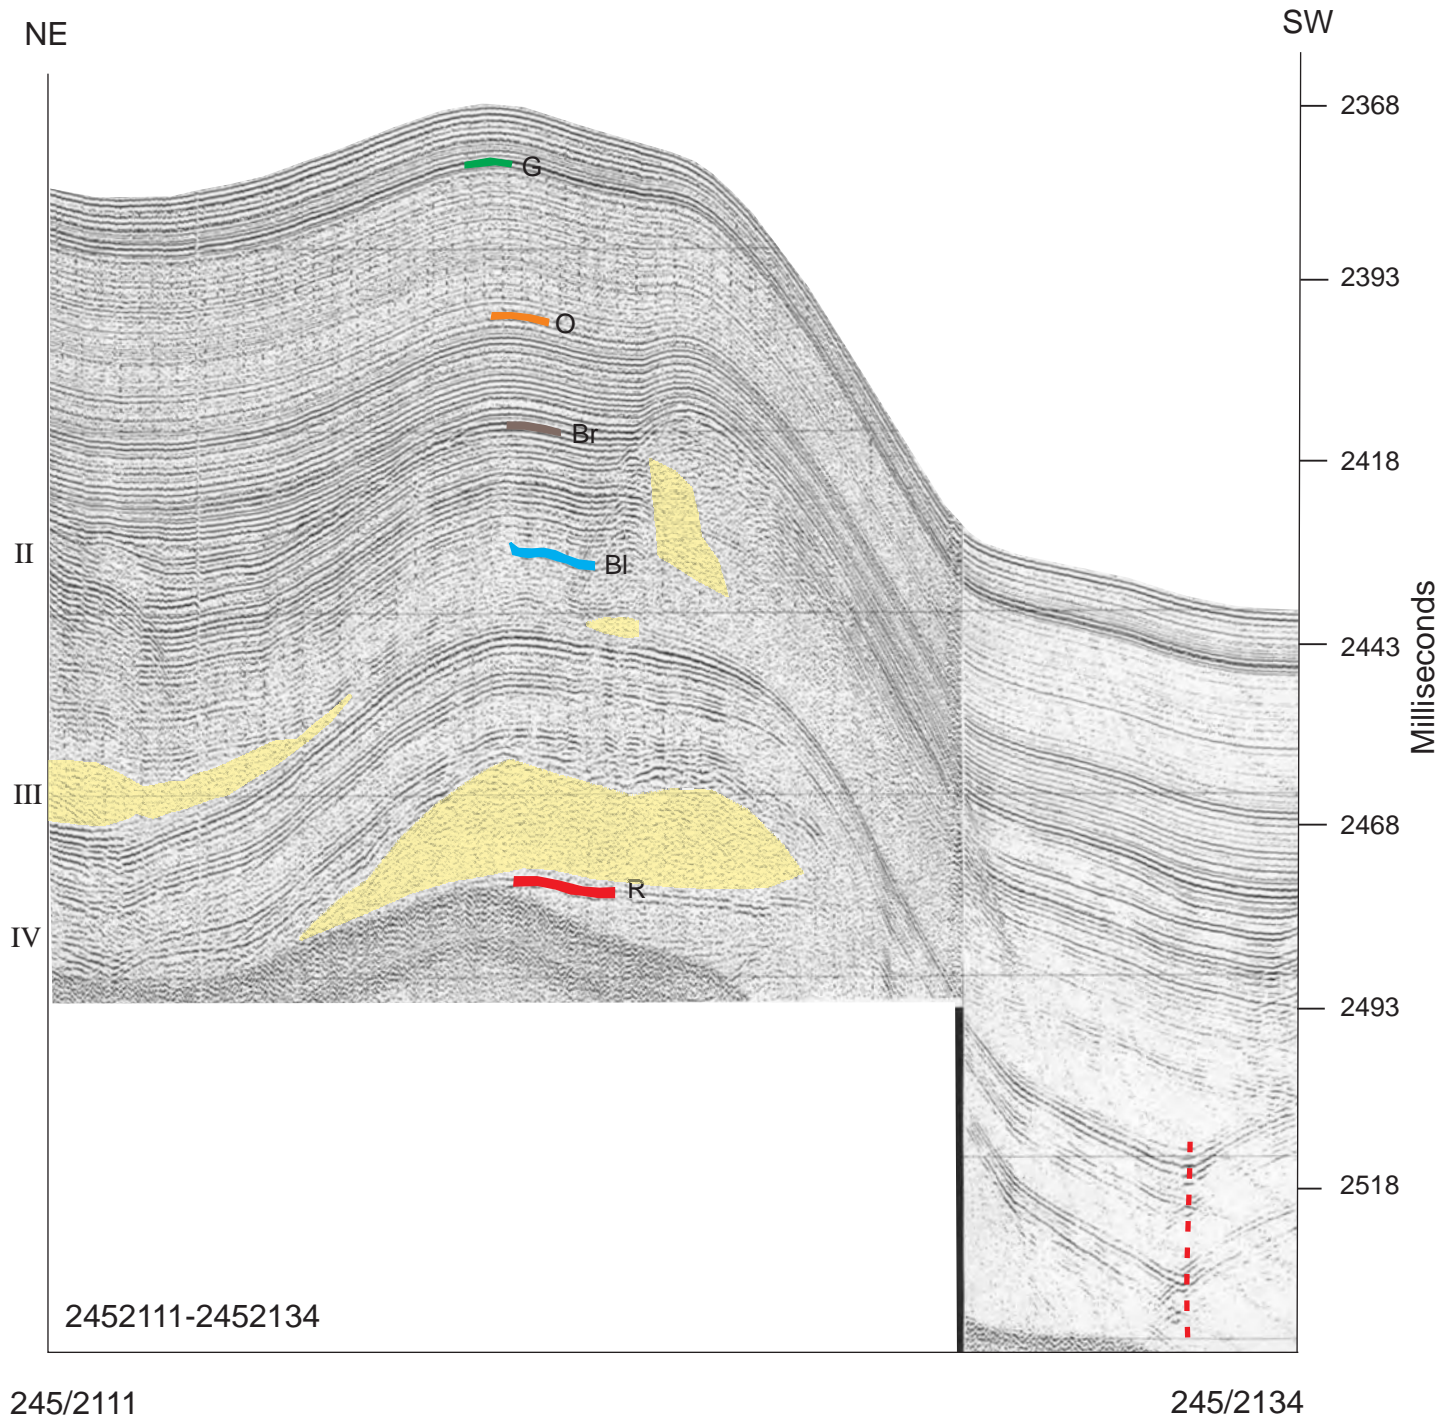 NE
SW
2368
G
2393
O
Br
2418
II
Bl
2443
Milliseconds
III
2468
R
IV
2493
2518
2452111-2452134
245/2111
245/2134